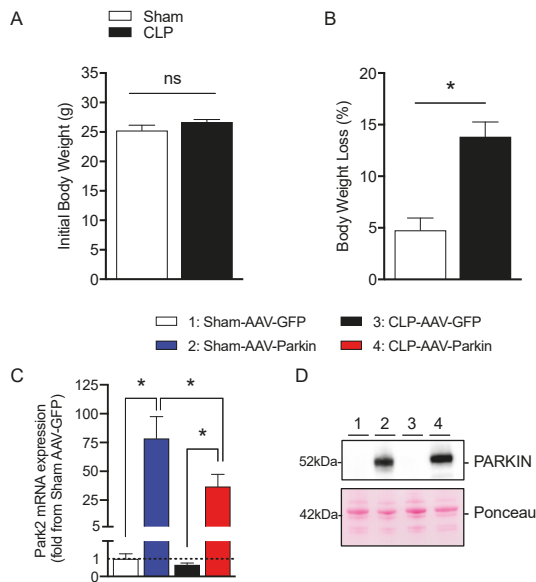 A
Sham
CLP
Initial Body Weight (g)
35
30
25
20
15
10
5
0
ns
B
Body Weight Loss (%)
20
15
10
5
0
*
1: Sham-AAV-GFP
3: CLP-AAV-GFP
2: Sham-AAV-Parkin
4: CLP-AAV-Parkin
C
Park2 mRNA expression
(fold from Sham AAV-GFP)
125
100
75
50
25
5
1
0
*
*
*
D
1 2 3 4
52kDa
PARKIN
42kDa
Ponceau